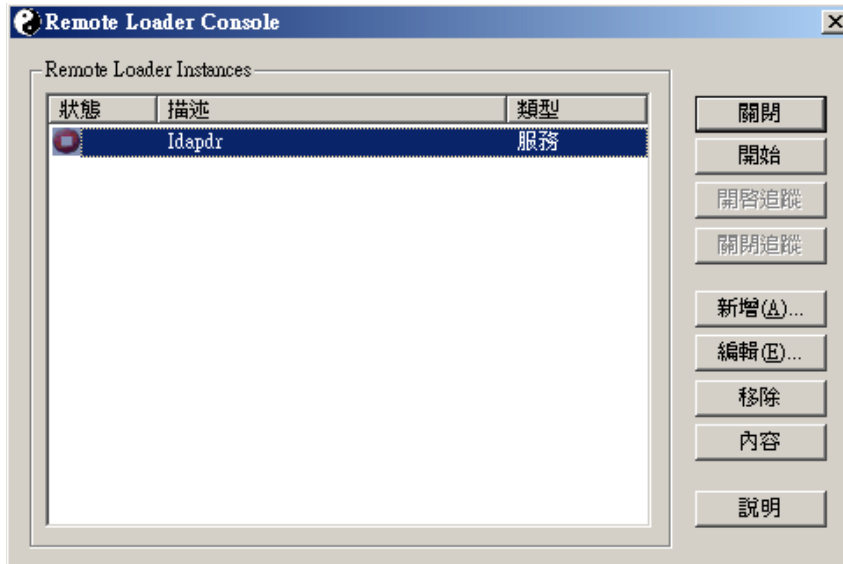 Remote Loader Console
Remote Loader Instances
狀態 描述 類型
Idapdr 服務
關閉
開始
開啓追蹤
關閉追蹤
新增(A)...
編輯(E)...
移除
內容
說明